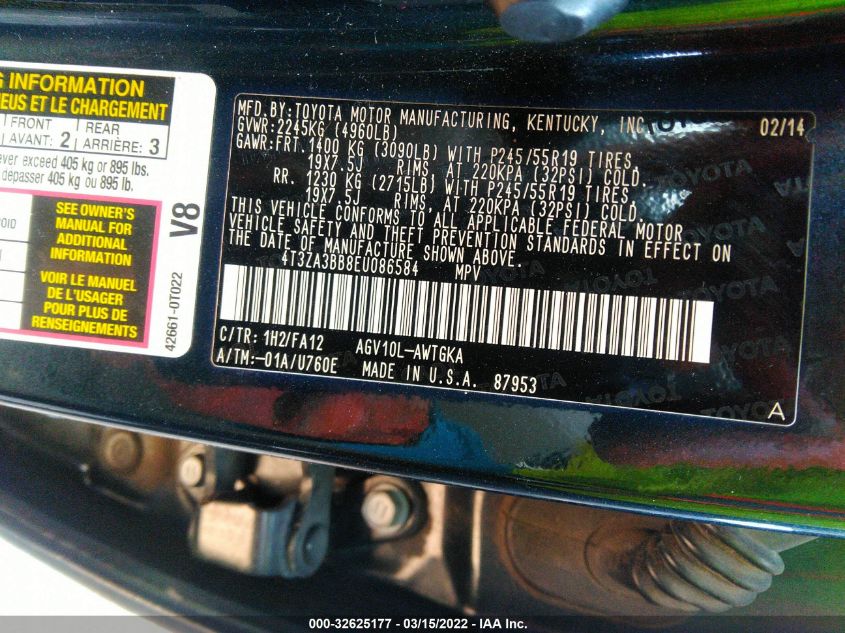 G INFORMATION
NEUS ET LE CHARGEMENT
FRONT
AVANT: 2
REAR
ARRIÈRE: 3
ever exceed 405 kg or 895 lbs.
dépasser 405 kg ou 895 lb.
SEE OWNER'S
MANUAL FOR
ADDITIONAL
INFORMATION
VOIR LE MANUEL
DE L'USAGER
POUR PLUS DE
RENSEIGNEMENTS
V8
42661-0T022
MFD.BY:TOYOTA MOTOR MANUFACTURING, KENTUCKY, INC. 02/14
GVWR:2245KG (4960LB)
GAWR:FRT.1400 KG (3090LB) WITH P245/55R19 TIRES,
19X7.5J RIMS, AT 220KPA (32PSI) COLD.
RR. 1230 KG (2715LB) WITH P245/55R19 TIRES,
19X7.5J RIMS, AT 220KPA (32PSI) COLD.
THIS VEHICLE CONFORMS TO ALL APPLICABLE FEDERAL MOTOR
VEHICLE SAFETY AND THEFT PREVENTION STANDARDS IN EFFECT ON
THE DATE OF MANUFACTURE SHOWN ABOVE.
4T3ZA3BB8EU086584 MPV
C/TR: 1H2/FA12 AGV10L-AWTGKA
A/TM:-01A/U760E MADE IN U.S.A. 87953
A
TOYOTA
000-32625177 - 03/15/2022 - IAA Inc.